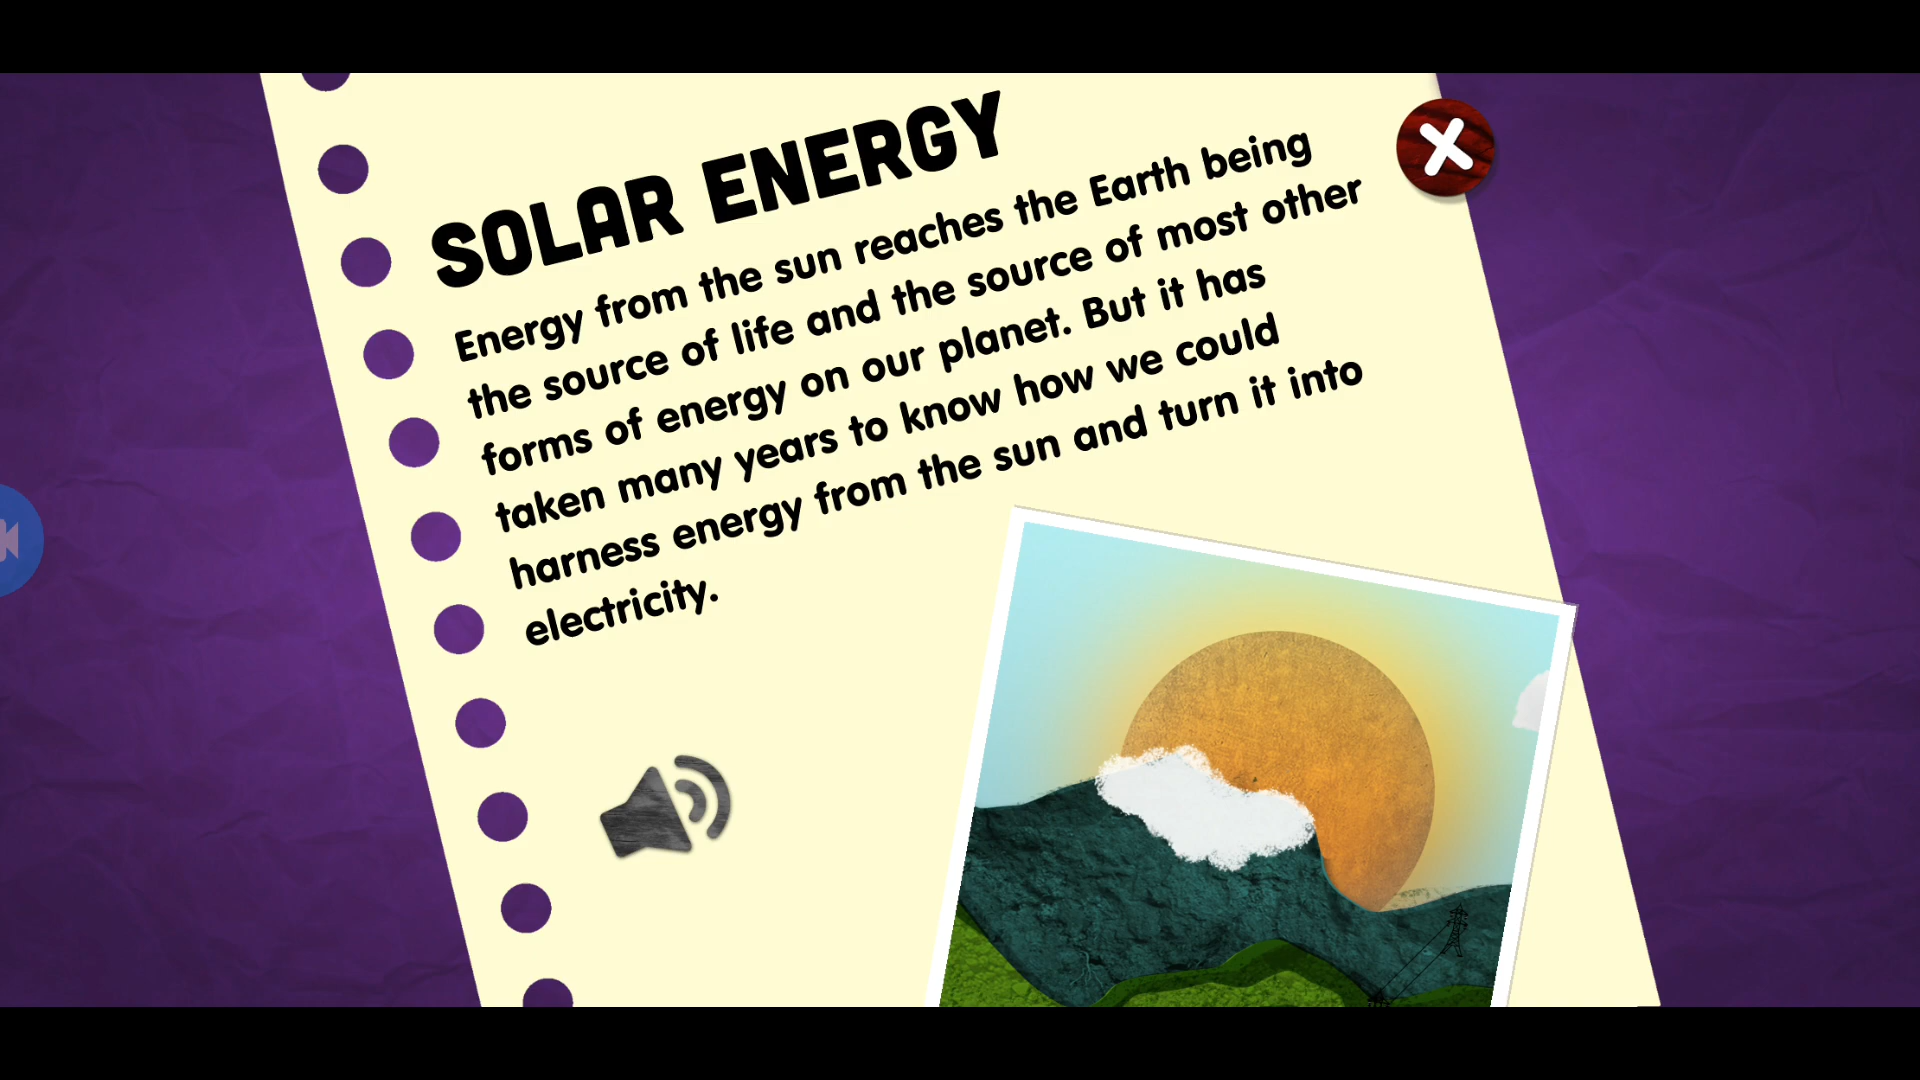 SOLAR ENERGY
Energy from the sun reaches the Earth being
the source of life and the source of most other
forms of energy on our planet. But it has
taken many years to know how we could
harness energy from the sun and turn it into
electricity.